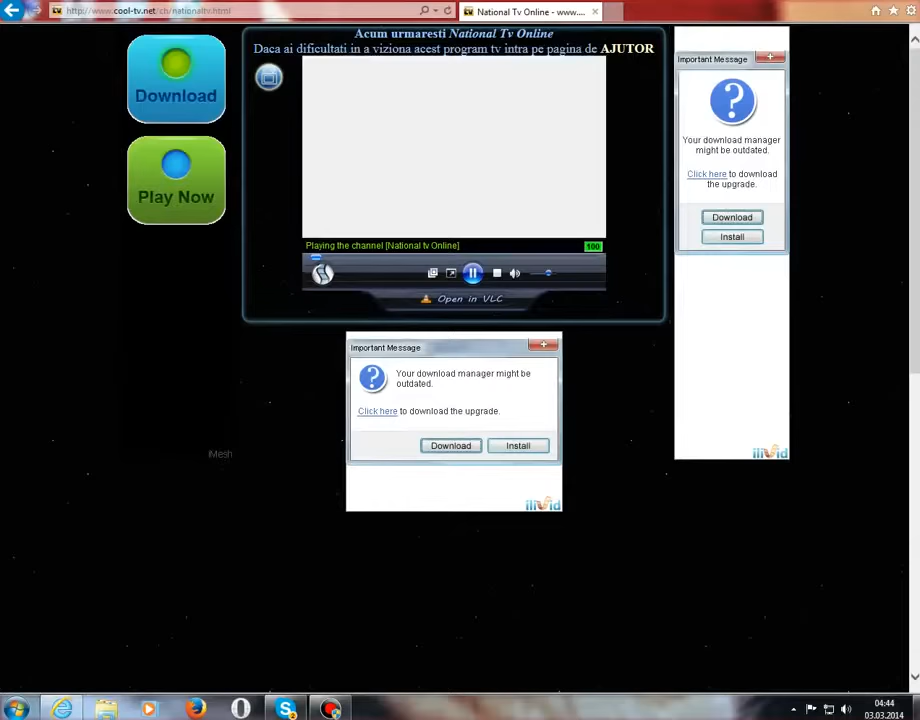 http://www.cool-tv.net/ch/nationaltv.html
National Tv Online - www....
Download
Play Now
iMesh
Acum urmaresti National Tv Online
Daca ai dificultati in a viziona acest program tv intra pe pagina de AJUTOR
Playing the channel [National tv Online]
100
Open in VLC
Important Message
Your download manager might be
outdated.
Click here to download the upgrade.
Download
Install
ilivid
Important Message
Your download manager
might be outdated.
Click here to download
the upgrade.
Download
Install
ilivid
04:44
03.03.2014